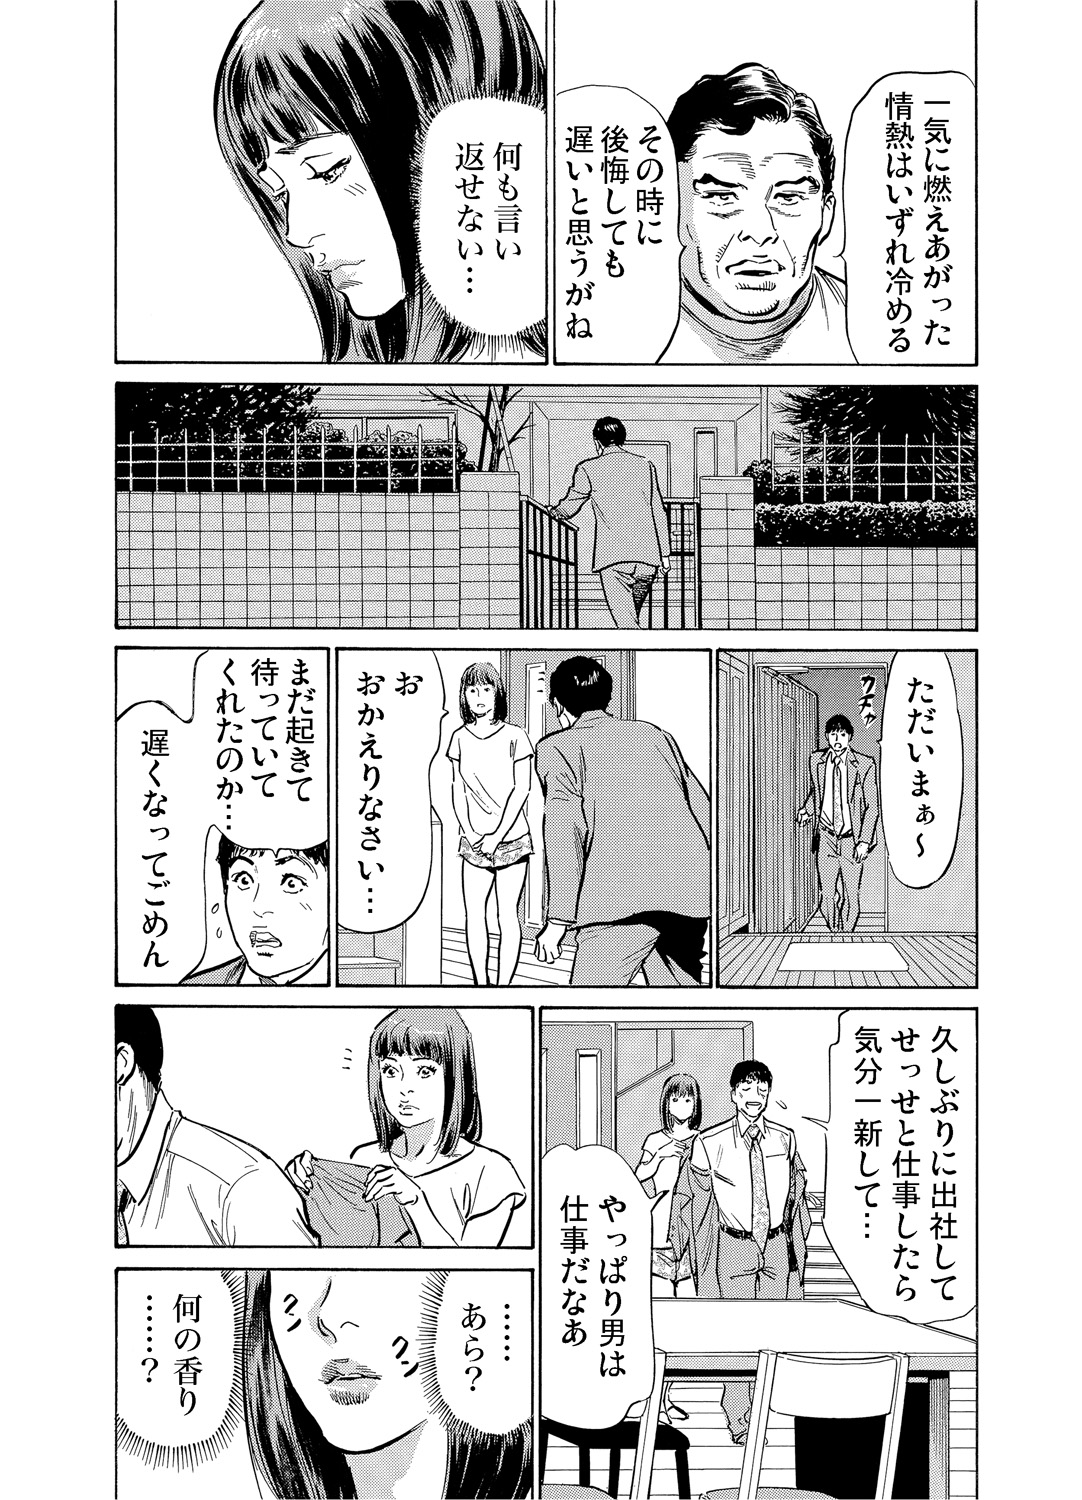 一気に燃えあがった
情熱はいずれ冷める
その時に
後悔しても
遅いと思うがね
何も言い
返せない…
ただいまぁ〜
カチャ
お
おかえりなさい…
まだ起きて
待っていて
くれたのか…
遅くなってごめん
久しぶりに出社して
せっせと仕事したら
気分一新して…
やっぱり男は
仕事だなあ
……
あら?
クン
クン
何の香り
……?